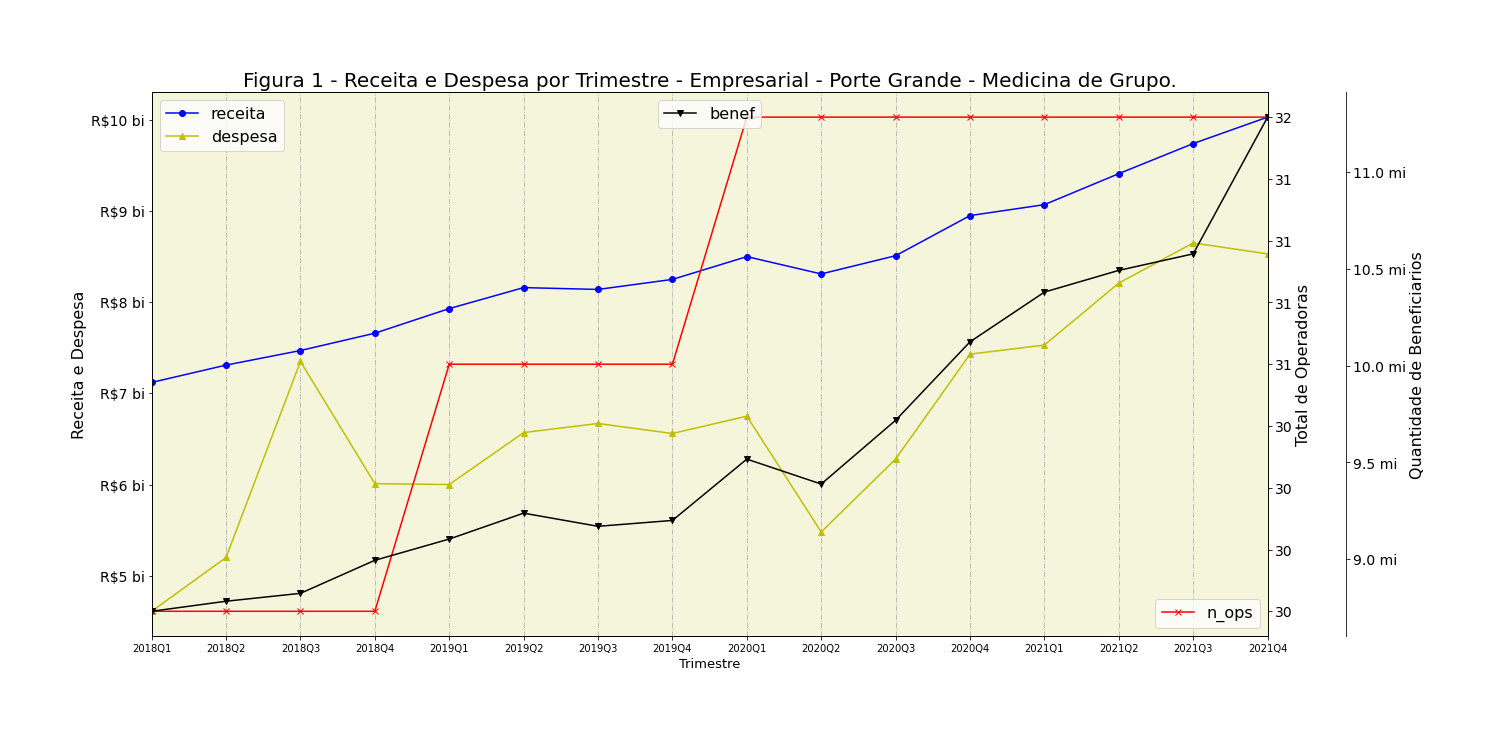 Figura 1 - Receita e Despesa por Trimestre - Empresarial - Porte Grande - Medicina de Grupo.
receita
despesa
benef
n_ops
Receita e Despesa
R$10 bi
R$9 bi
R$8 bi
R$7 bi
R$6 bi
R$5 bi
32
31
31
31
31
30
30
30
30
Total de Operadoras
11.0 mi
10.5 mi
10.0 mi
9.5 mi
9.0 mi
Quantidade de Beneficiarios
2018Q1 2018Q2 2018Q3 2018Q4 2019Q1 2019Q2 2019Q3 2019Q4 2020Q1 2020Q2 2020Q3 2020Q4 2021Q1 2021Q2 2021Q3 2021Q4
Trimestre